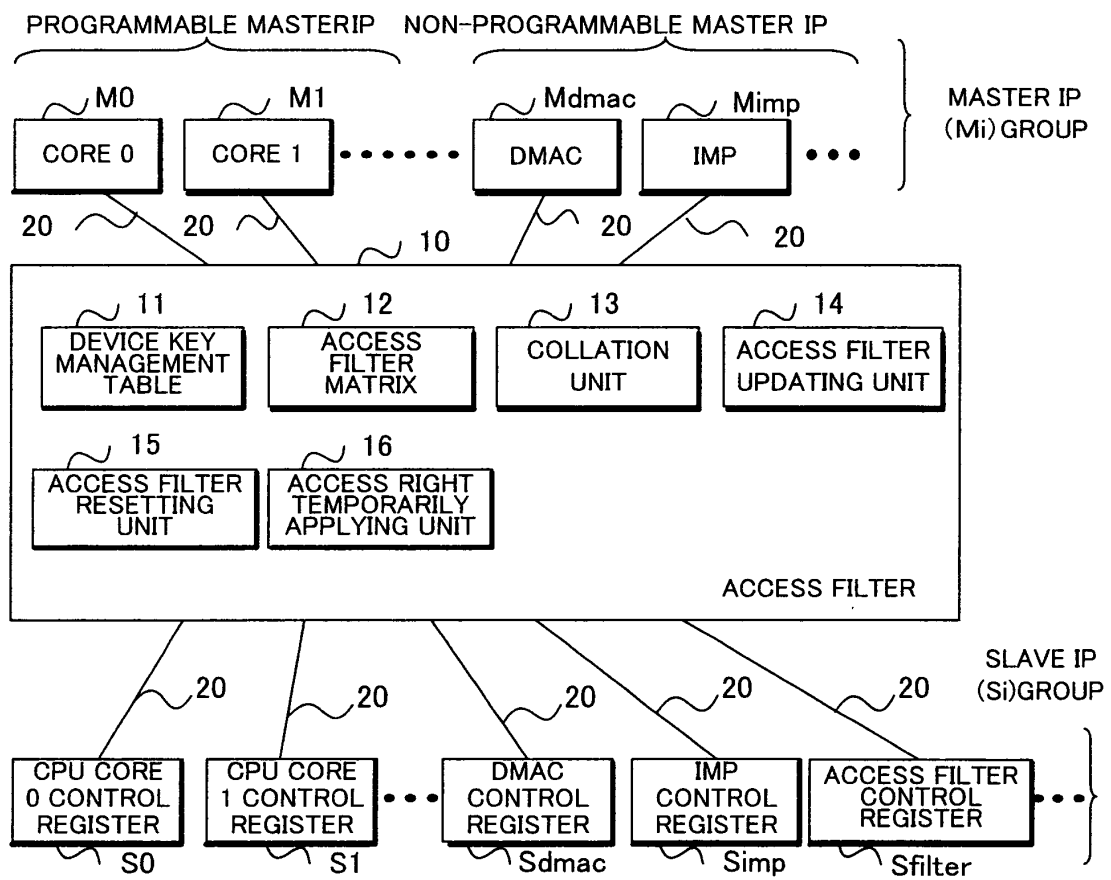 PROGRAMMABLE MASTERIP
NON-PROGRAMMABLE MASTER IP
M0
M1
Mdmac
Mimp
MASTER IP
(Mi)GROUP
CORE 0
CORE 1
DMAC
IMP
20
20
20
20
10
11
12
13
14
DEVICE KEY
MANAGEMENT
TABLE
ACCESS
FILTER
MATRIX
COLLATION
UNIT
ACCESS FILTER
UPDATING UNIT
15
16
ACCESS FILTER
RESETTING
UNIT
ACCESS RIGHT
TEMPORARILY
APPLYING UNIT
ACCESS FILTER
SLAVE IP
(Si)GROUP
20
20
20
20
20
CPU CORE
0 CONTROL
REGISTER
CPU CORE
1 CONTROL
REGISTER
DMAC
CONTROL
REGISTER
IMP
CONTROL
REGISTER
ACCESS FILTER
CONTROL
REGISTER
S0
S1
Sdmac
Simp
Sfilter